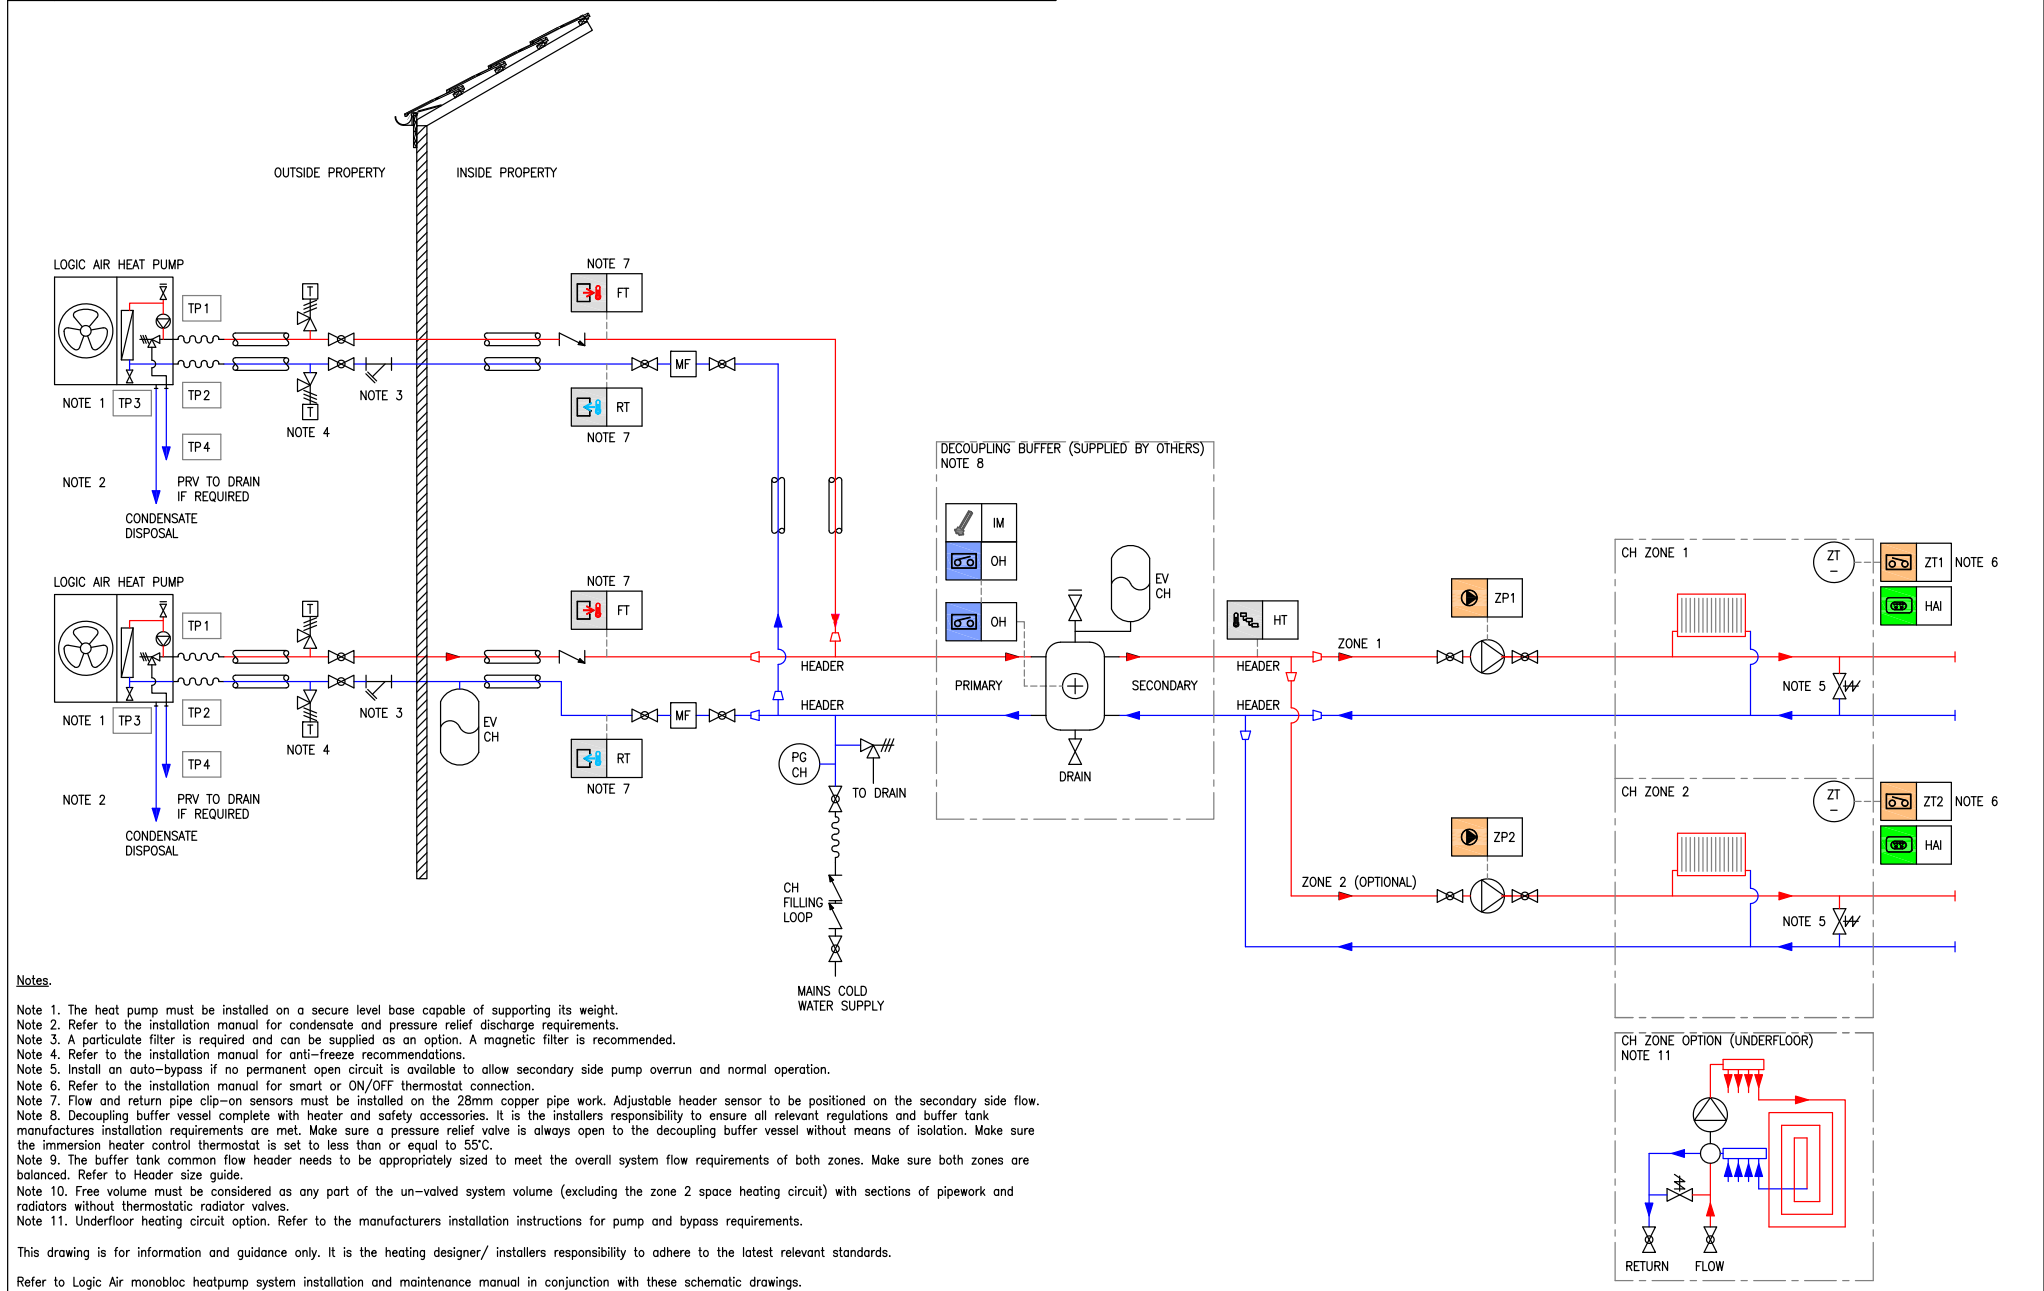 OUTSIDE PROPERTY
INSIDE PROPERTY
LOGIC AIR HEAT PUMP
TP1
T
NOTE 7
FT
MF
RT
NOTE 7
NOTE 1
TP3
TP2
T
NOTE 3
NOTE 4
TP4
NOTE 2
PRV TO DRAIN
IF REQUIRED
CONDENSATE
DISPOSAL
LOGIC AIR HEAT PUMP
TP1
T
NOTE 7
FT
NOTE 1
TP3
TP2
T
NOTE 3
NOTE 4
EV
CH
MF
RT
NOTE 7
TP4
NOTE 2
PRV TO DRAIN
IF REQUIRED
CONDENSATE
DISPOSAL
HEADER
HEADER
PG
CH
TO DRAIN
CH
FILLING
LOOP
MAINS COLD
WATER SUPPLY
DECOUPLING BUFFER (SUPPLIED BY OTHERS)
NOTE 8
IM
OH
OH
EV
CH
PRIMARY
SECONDARY
DRAIN
HT
HEADER
HEADER
ZONE 1
ZP1
ZONE 2 (OPTIONAL)
ZP2
CH ZONE 1
ZT
–
ZT1
NOTE 6
HAI
NOTE 5
CH ZONE 2
ZT
–
ZT2
NOTE 6
HAI
NOTE 5
CH ZONE OPTION (UNDERFLOOR)
NOTE 11
RETURN
FLOW
Notes.
Note 1. The heat pump must be installed on a secure level base capable of supporting its weight.
Note 2. Refer to the installation manual for condensate and pressure relief discharge requirements.
Note 3. A particulate filter is required and can be supplied as an option. A magnetic filter is recommended.
Note 4. Refer to the installation manual for anti-freeze recommendations.
Note 5. Install an auto-bypass if no permanent open circuit is available to allow secondary side pump overrun and normal operation.
Note 6. Refer to the installation manual for smart or ON/OFF thermostat connection.
Note 7. Flow and return pipe clip-on sensors must be installed on the 28mm copper pipe work. Adjustable header sensor to be positioned on the secondary side flow.
Note 8. Decoupling buffer vessel complete with heater and safety accessories. It is the installers responsibility to ensure all relevant regulations and buffer tank
manufactures installation requirements are met. Make sure a pressure relief valve is always open to the decoupling buffer vessel without means of isolation. Make sure
the immersion heater control thermostat is set to less than or equal to 55°C.
Note 9. The buffer tank common flow header needs to be appropriately sized to meet the overall system flow requirements of both zones. Make sure both zones are
balanced. Refer to Header size guide.
Note 10. Free volume must be considered as any part of the un-valved system volume (excluding the zone 2 space heating circuit) with sections of pipework and
radiators without thermostatic radiator valves.
Note 11. Underfloor heating circuit option. Refer to the manufacturers installation instructions for pump and bypass requirements.
This drawing is for information and guidance only. It is the heating designer/ installers responsibility to adhere to the latest relevant standards.
Refer to Logic Air monobloc heatpump system installation and maintenance manual in conjunction with these schematic drawings.